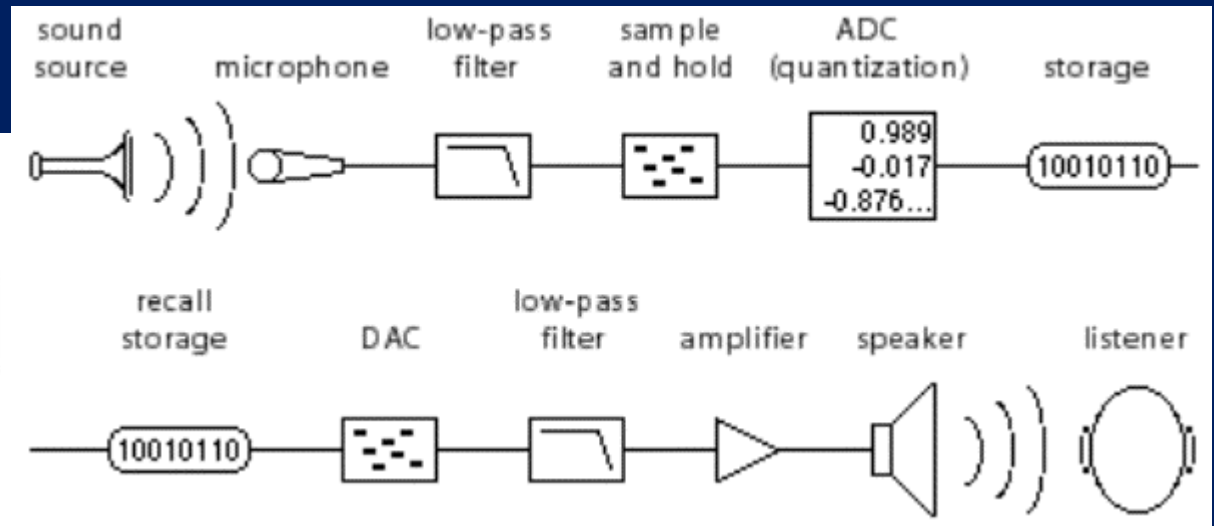 sound source
microphone
low-pass filter
sample and hold
ADC (quantization)
storage
0.989
-0.017
-0.876...
10010110
recall storage
DAC
low-pass filter
amplifier
speaker
listener
10010110